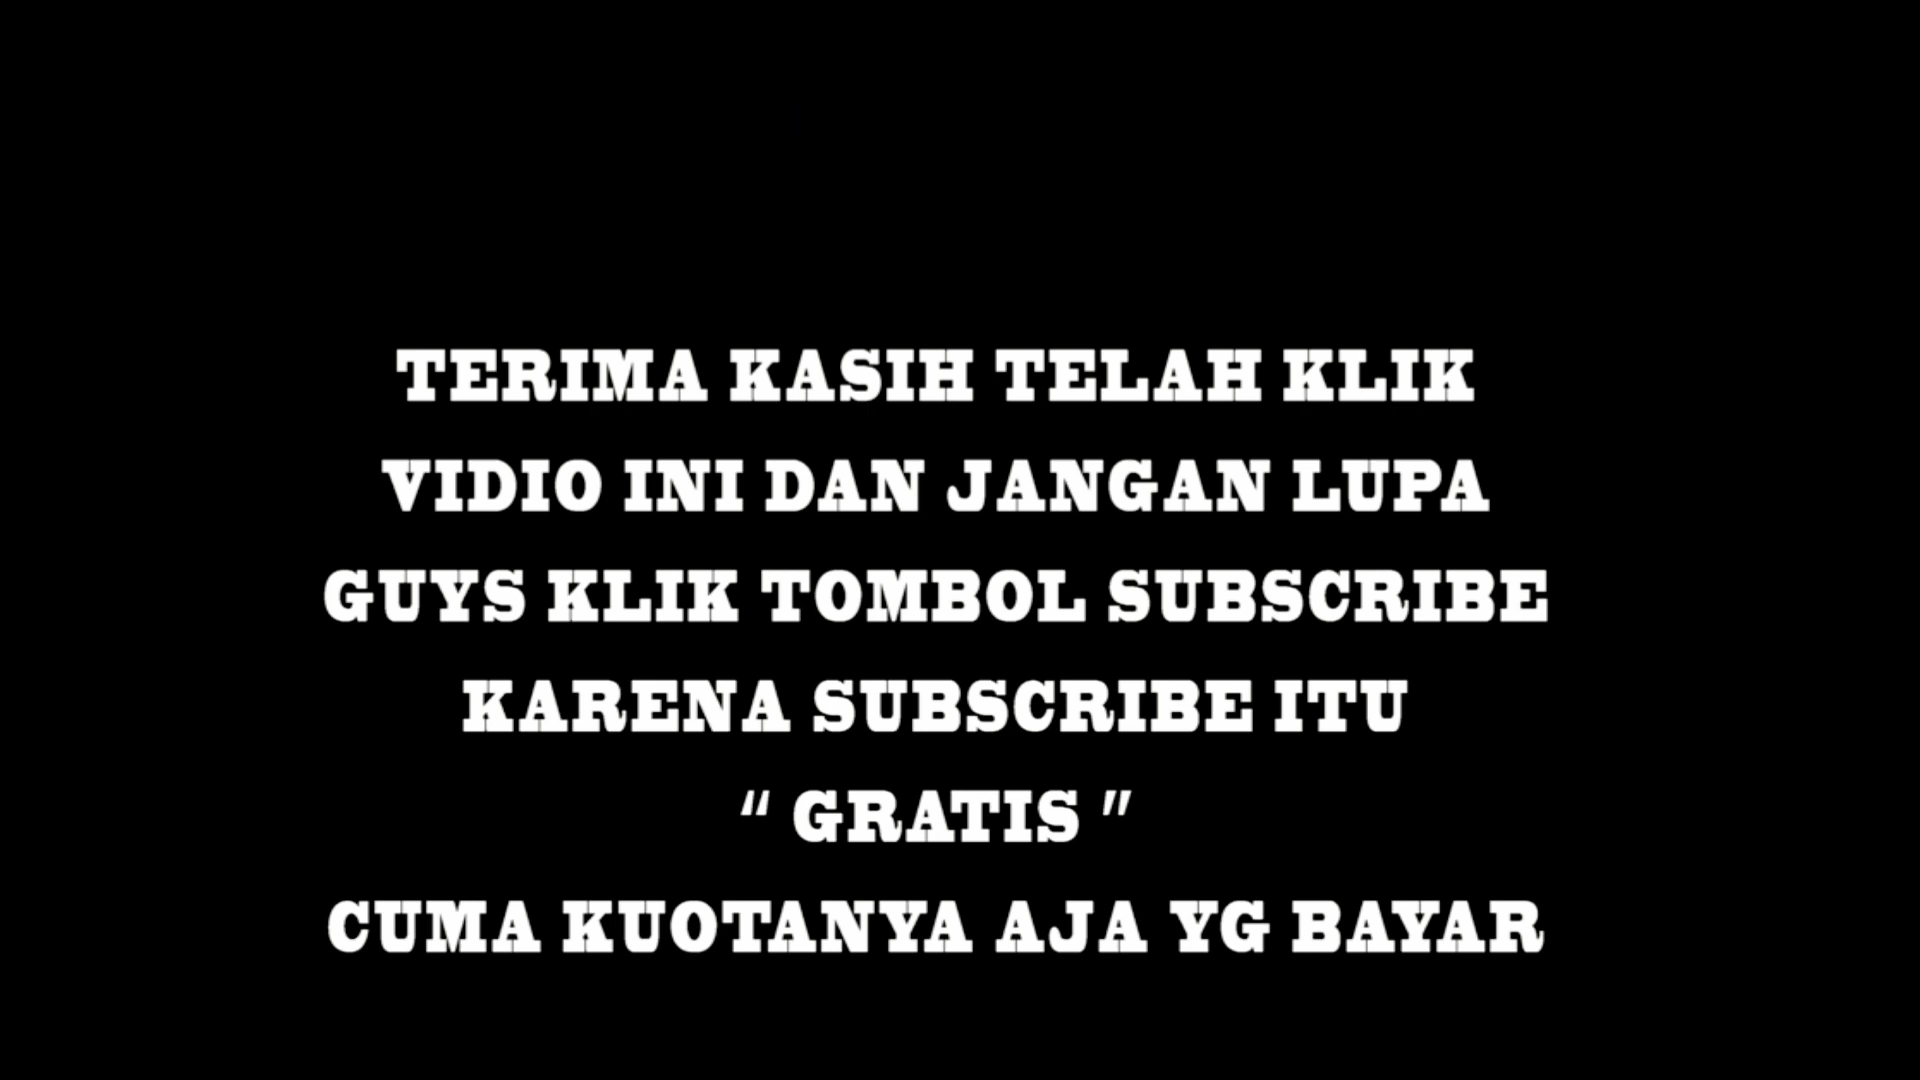 TERIMA KASIH TELAH KLIK
VIDIO INI DAN JANGAN LUPA
GUYS KLIK TOMBOL SUBSCRIBE
KARENA SUBSCRIBE ITU
“ GRATIS ”
CUMA KUOTANYA AJA YG BAYAR